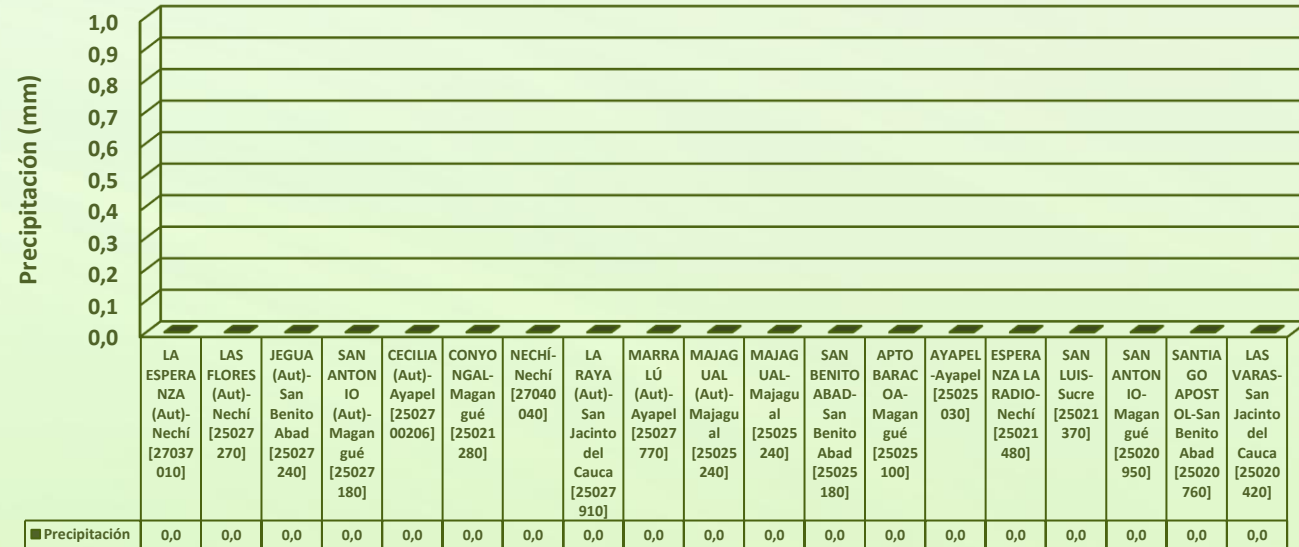 Precipitación (mm)
1,0
0,9
0,8
0,7
0,6
0,5
0,4
0,3
0,2
0,1
0,0
LA
ESPERA
NZA
(Aut)-
Nechí
[27037
010]
LAS
FLORES
(Aut)-
Nechí
[25027
270]
JEGUA
(Aut)-
San
Benito
Abad
[25027
240]
SAN
ANTON
IO
(Aut)-
Magan
gué
[25027
180]
CECILIA
(Aut)-
Ayapel
[25027
00206]
CONYO
NGAL-
Magan
gué
[25021
280]
NECHÍ-
Nechí
[27040
040]
LA
RAYA
(Aut)-
San
Jacinto
del
Cauca
[25027
910]
MARRA
LÚ
(Aut)-
Ayapel
[25027
770]
MAJAG
UAL
(Aut)-
Majagu
al
[25025
240]
MAJAG
UAL-
Majagu
al
[25025
240]
SAN
BENITO
ABAD-
San
Benito
Abad
[25025
180]
APTO
BARAC
OA-
Magan
gué
[25025
100]
AYAPEL
-Ayapel
[25025
030]
ESPERA
NZA LA
RADIO-
Nechí
[25021
480]
SAN
LUIS-
Sucre
[25021
370]
SAN
ANTON
IO-
Magan
gué
[25020
950]
SANTIA
GO
APOST
OL-San
Benito
Abad
[25020
760]
LAS
VARAS-
San
Jacinto
del
Cauca
[25020
420]
Precipitación 0,0 0,0 0,0 0,0 0,0 0,0 0,0 0,0 0,0 0,0 0,0 0,0 0,0 0,0 0,0 0,0 0,0 0,0 0,0